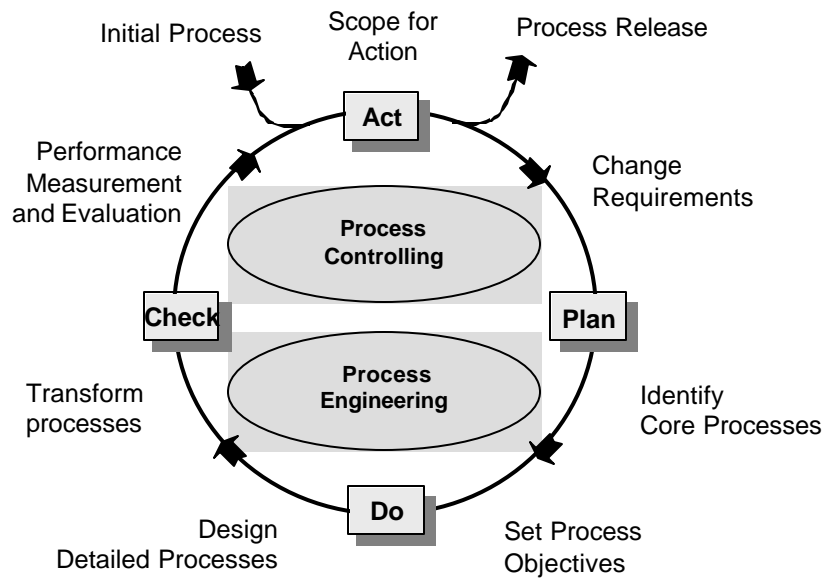 Initial Process
Scope for
Action
Process Release
Act
Performance
Measurement
and Evaluation
Change
Requirements
Process
Controlling
Check
Plan
Process
Engineering
Transform
processes
Identify
Core Processes
Do
Design
Detailed Processes
Set Process
Objectives